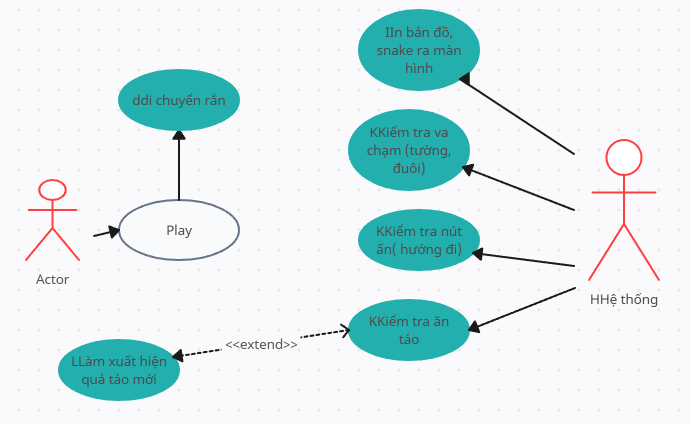 IIn bản đồ,
snake ra màn
hình
ddi chuyển rắn
KKiểm tra va
chạm (tường,
đuôi)
Play
KKiểm tra nút
ấn( hướng đi)
Actor
HHệ thống
KKiểm tra ăn
táo
<<extend>>
LLàm xuất hiện
quả táo mới